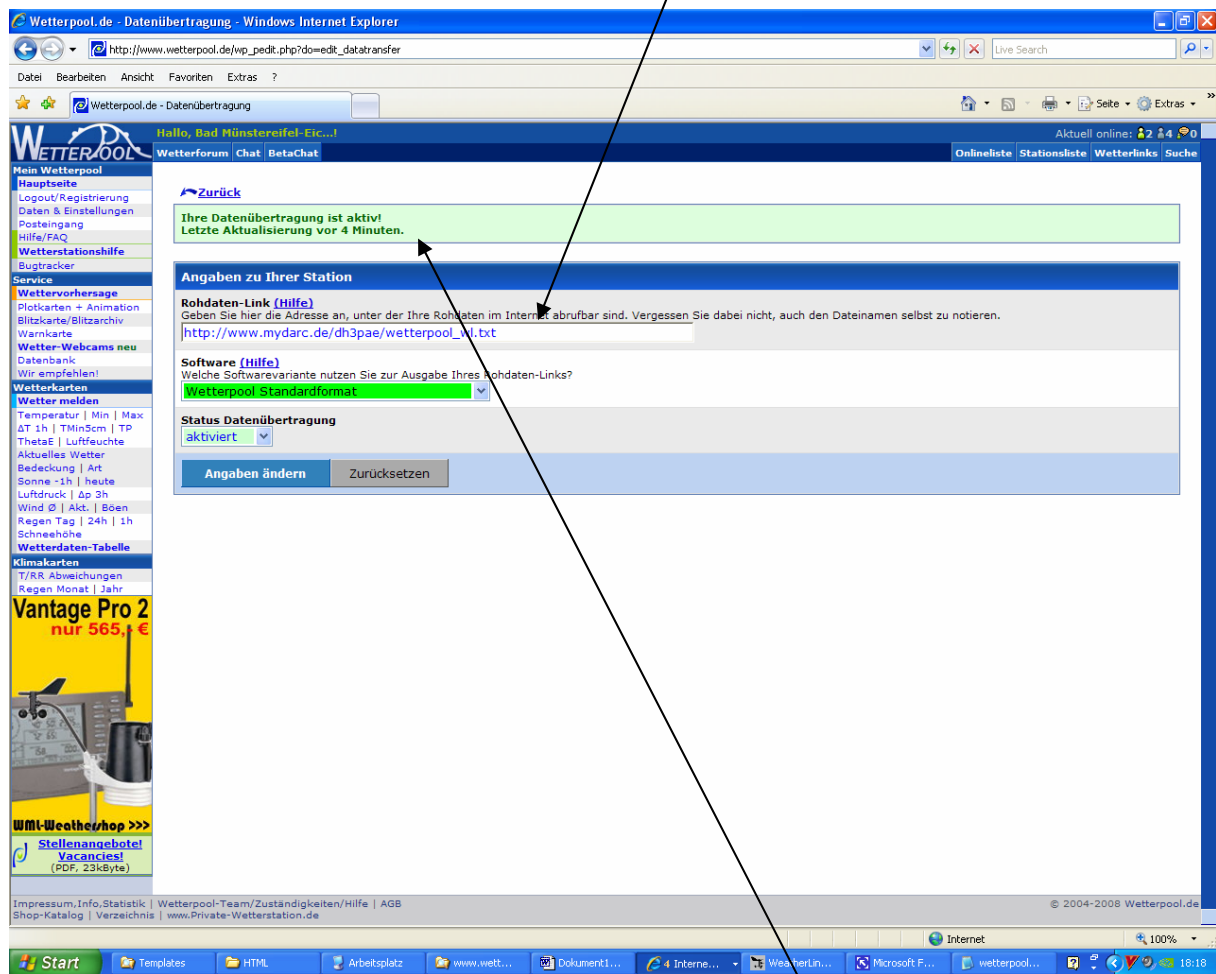 Wetterpool.de - Datenübertragung - Windows Internet Explorer
http://www.wetterpool.de/wp_pedit.php?do=edit_datatransfer
Live Search
Datei Bearbeiten Ansicht Favoriten Extras ?
Wetterpool.de - Datenübertragung
Seite Extras
WETTERPOOL
Hallo, Bad Münstereifel-Eic...!
Aktuell online: 2 4 0
Wetterforum Chat BetaChat
Onlineliste Stationsliste Wetterlinks Suche
Mein Wetterpool
Hauptseite
Logout/Registrierung
Daten & Einstellungen
Posteingang
Hilfe/FAQ
Wetterstationshilfe
Bugtracker
Service
Wettervorhersage
Plotkarten + Animation
Blitzkarte/Blitzarchiv
Warnkarte
Wetter-Webcams neu
Datenbank
Wir empfehlen!
Wetterkarten
Wetter melden
Temperatur | Min | Max
ΔT 1h | TMin5cm | TP
ThetaE | Luftfeuchte
Aktuelles Wetter
Bedeckung | Art
Sonne -1h | heute
Luftdruck | Δp 3h
Wind Ø | Akt. | Böen
Regen Tag | 24h | 1h
Schneehöhe
Wetterdaten-Tabelle
Klimakarten
T/RR Abweichungen
Regen Monat | Jahr
Vantage Pro 2
nur 565,- €
WML-Weathershop >>>
Stellenangebote!
Vacancies!
(PDF, 23kByte)
Zurück
Ihre Datenübertragung ist aktiv!
Letzte Aktualisierung vor 4 Minuten.
Angaben zu Ihrer Station
Rohdaten-Link (Hilfe)
Geben Sie hier die Adresse an, unter der Ihre Rohdaten im Internet abrufbar sind. Vergessen Sie dabei nicht, auch den Dateinamen selbst zu notieren.
http://www.mydarc.de/dh3pae/wetterpool_wl.txt
Software (Hilfe)
Welche Softwarevariante nutzen Sie zur Ausgabe Ihres Rohdaten-Links?
Wetterpool Standardformat
Status Datenübertragung
aktiviert
Angaben ändern Zurücksetzen
Impressum,Info,Statistik | Wetterpool-Team/Zuständigkeiten/Hilfe | AGB
© 2004-2008 Wetterpool.de
Shop-Katalog | Verzeichnis | www.Private-Wetterstation.de
Internet 100%
Start Templates HTML Arbeitsplatz www.wett... Dokument1... 4 Interne... WeatherLin... Microsoft F... wetterpool... 18:18